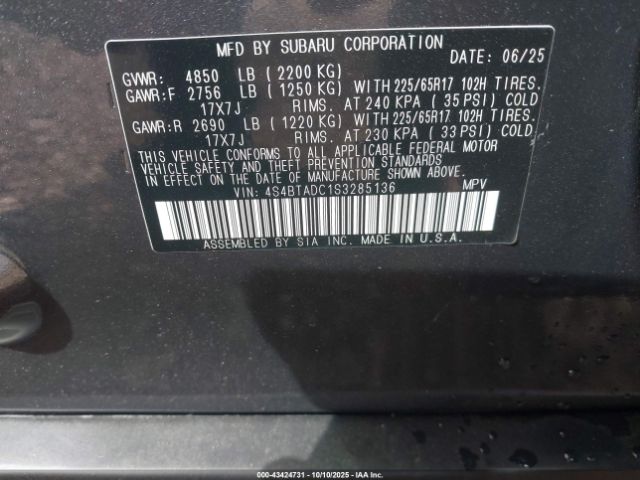 MFD BY SUBARU CORPORATION
DATE: 06/25
GVWR: 4850 LB (2200 KG)
GAWR:F 2756 LB (1250 KG) WITH 225/65R17 102H TIRES.
17X7J RIMS. AT 240 KPA (35 PSI) COLD
GAWR:R 2690 LB (1220 KG) WITH 225/65R17 102H TIRES.
17X7J RIMS. AT 230 KPA (33 PSI) COLD.
THIS VEHICLE CONFORMS TO ALL APPLICABLE FEDERAL MOTOR
VEHICLE SAFETY AND THEFT PREVENTION STANDARDS
IN EFFECT ON THE DATE OF MANUFACTURE SHOWN ABOVE.
VIN: 4S4BTADC1S3285136 MPV
ASSEMBLED BY SIA INC. MADE IN U.S.A.
000-43424731 - 10/10/2025 - IAA Inc.